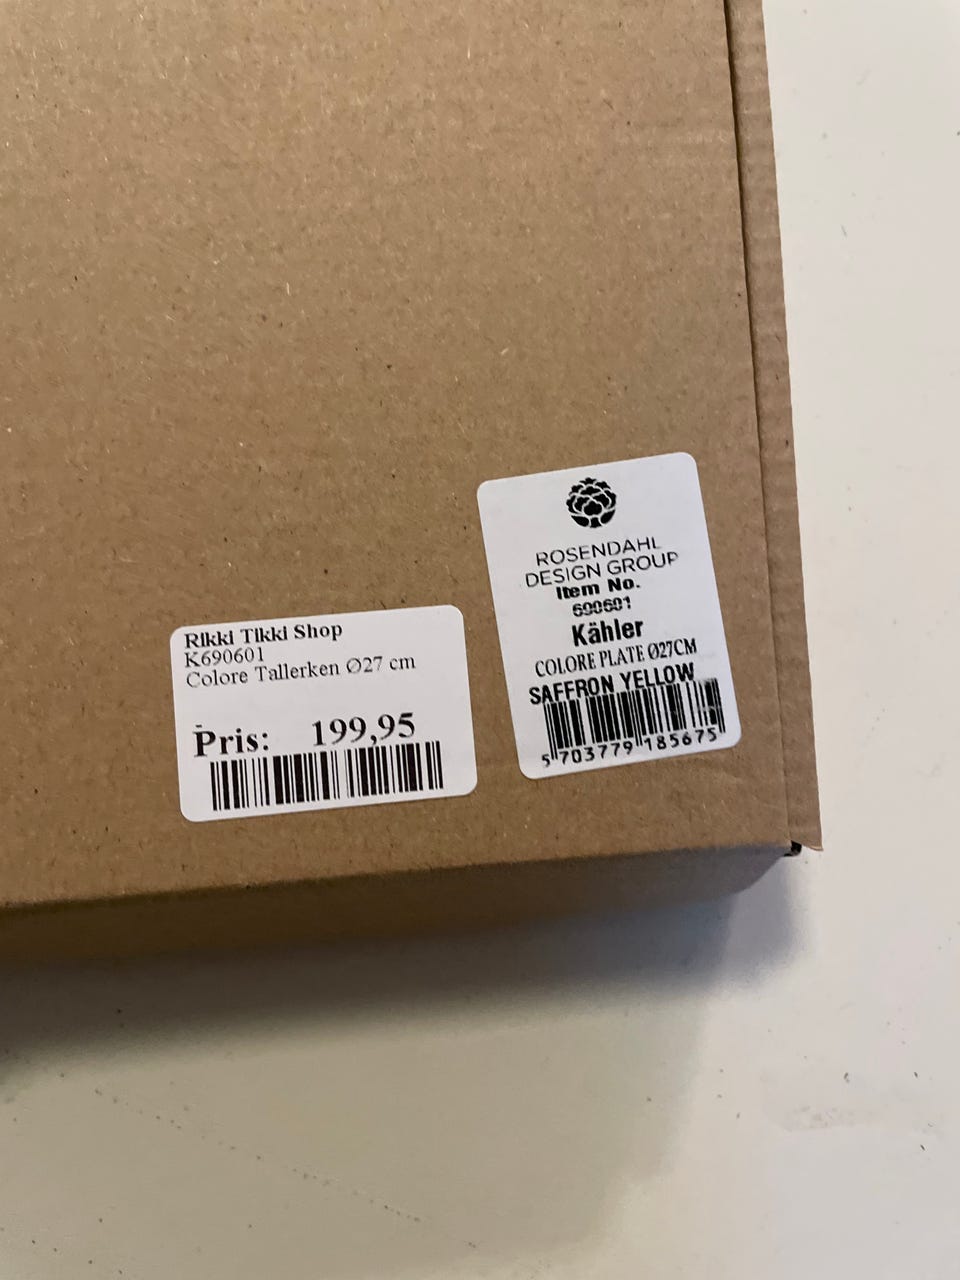 Rikki Tikki Shop
K690601
Colore Tallerken Ø27 cm
-
Pris: 199,95
ROSENDAHL
DESIGN GROUP
Item No.
690601
Kähler
COLORE PLATE Ø27CM
SAFFRON YELLOW
5 703779 185675